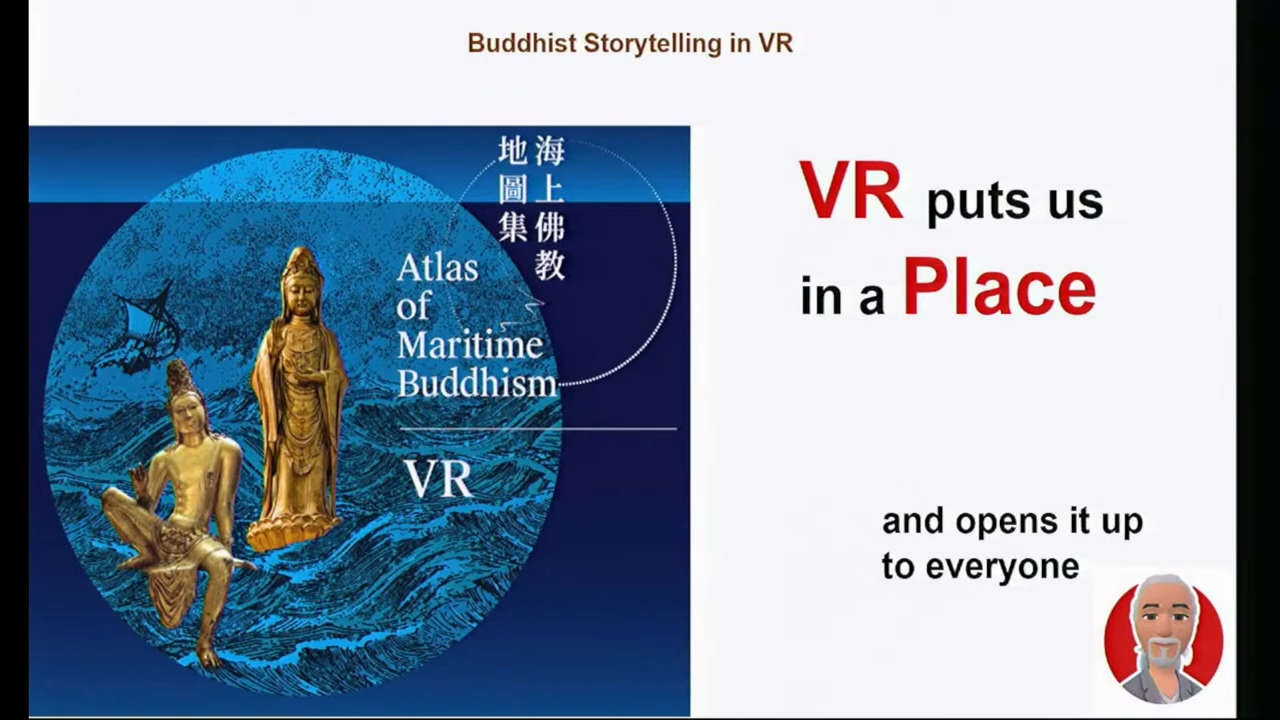 Buddhist Storytelling in VR
海上佛教
地圖集
Atlas
of
Maritime
Buddhism
VR
VR puts us
in a Place
and opens it up
to everyone